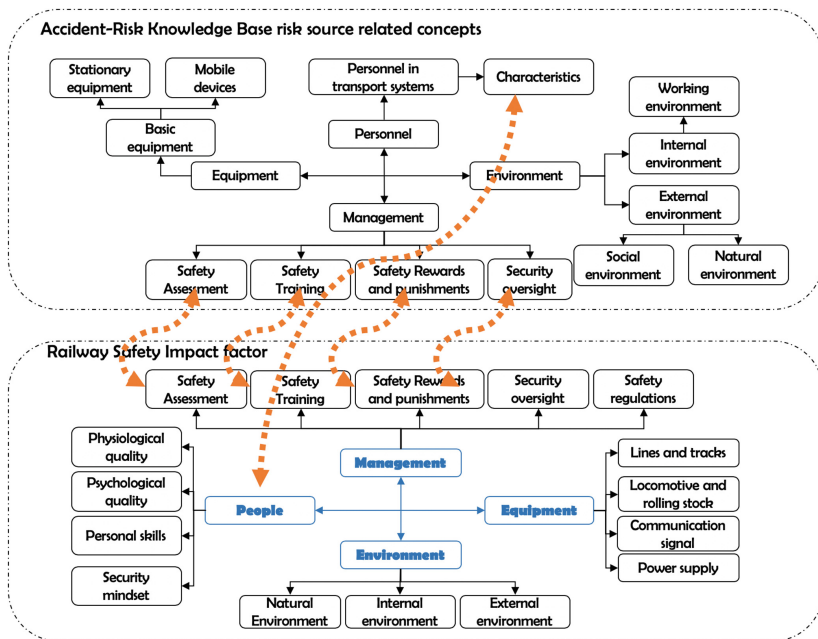 Accident-Risk Knowledge Base risk source related concepts
Stationary
equipment
Mobile
devices
Personnel in
transport systems
Characteristics
Working
environment
Basic
equipment
Personnel
Internal
environment
Equipment
Environment
External
environment
Management
Social
environment
Natural
environment
Safety
Assessment
Safety
Training
Safety Rewards
and punishments
Security
oversight
Railway Safety Impact factor
Safety
Assessment
Safety
Training
Safety Rewards
and punishments
Security
oversight
Safety
regulations
Physiological
quality
Psychological
quality
Personal skills
Security
mindset
Management
People
Equipment
Environment
Lines and tracks
Locomotive and
rolling stock
Communication
signal
Power supply
Natural
Environment
Internal
environment
External
environment